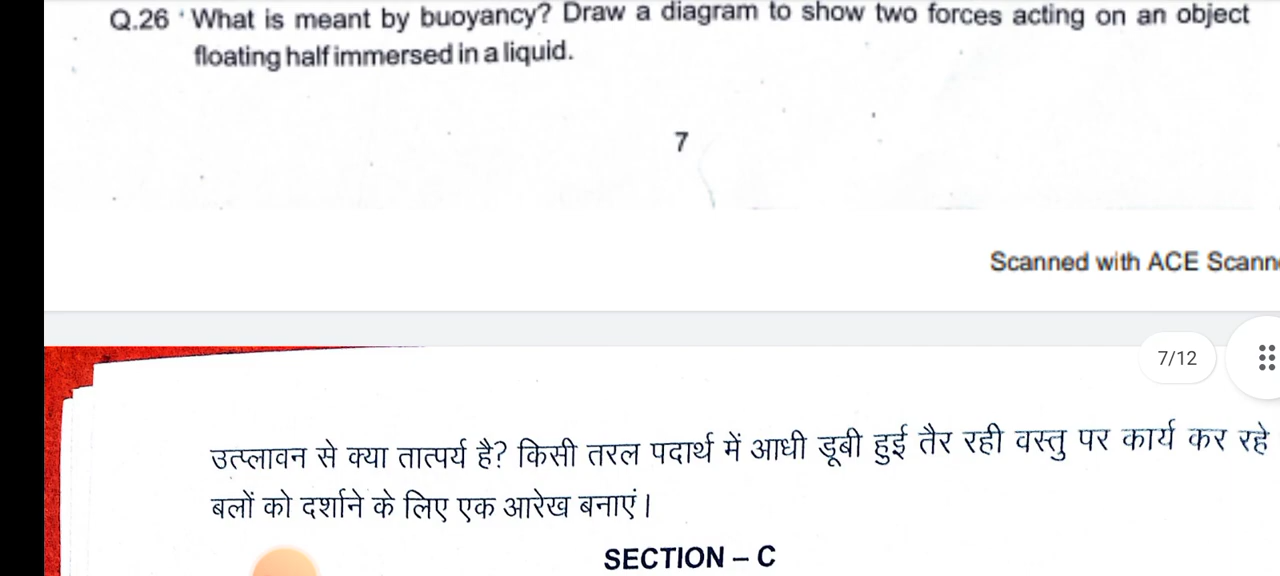 Q.26 What is meant by buoyancy? Draw a diagram to show two forces acting on an object
floating half immersed in a liquid.
7
Scanned with ACE Scann
7/12
उत्प्लावन से क्या तात्पर्य है? किसी तरल पदार्थ में आधी डूबी हुई तैर रही वस्तु पर कार्य कर रहे
बलों को दर्शाने के लिए एक आरेख बनाएं।
SECTION – C